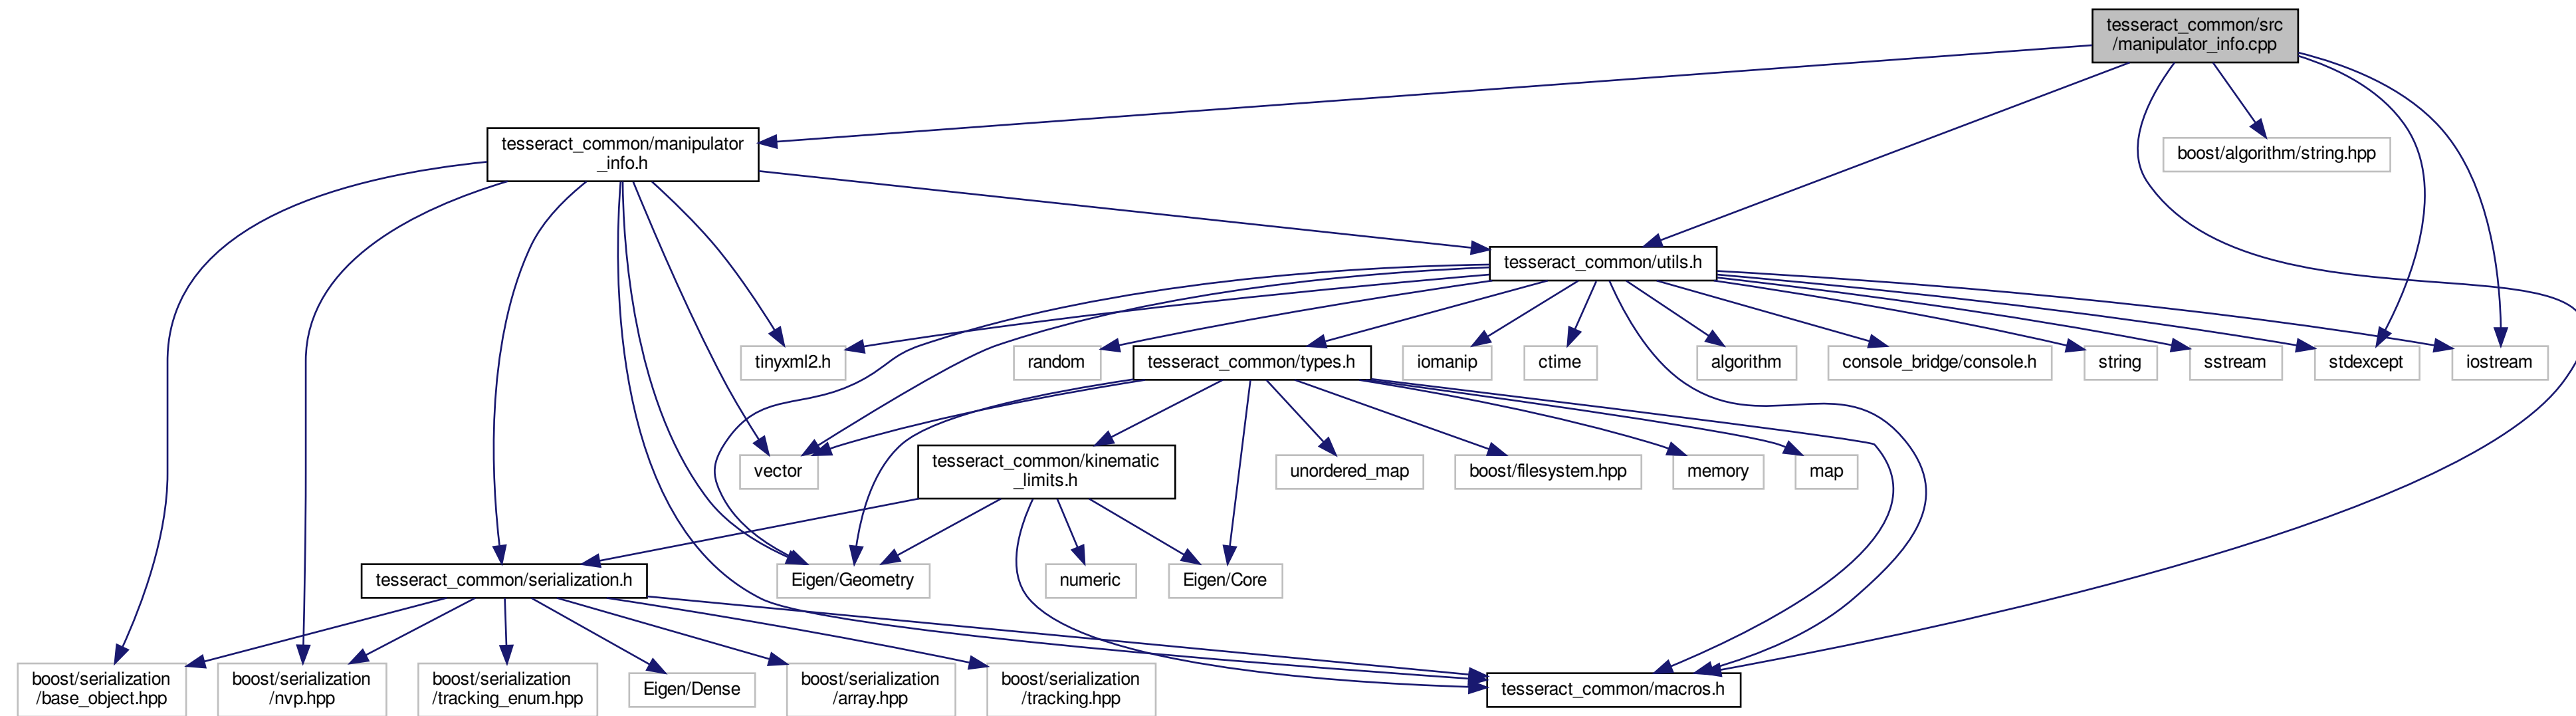 tesseract_common/src
/manipulator_info.cpp
tesseract_common/manipulator
_info.h
boost/algorithm/string.hpp
tesseract_common/utils.h
tinyxml2.h
random
tesseract_common/types.h
iomanip
ctime
algorithm
console_bridge/console.h
string
sstream
stdexcept
iostream
vector
tesseract_common/kinematic
_limits.h
unordered_map
boost/filesystem.hpp
memory
map
tesseract_common/serialization.h
Eigen/Geometry
numeric
Eigen/Core
boost/serialization
/base_object.hpp
boost/serialization
/nvp.hpp
boost/serialization
/tracking_enum.hpp
Eigen/Dense
boost/serialization
/array.hpp
boost/serialization
/tracking.hpp
tesseract_common/macros.h